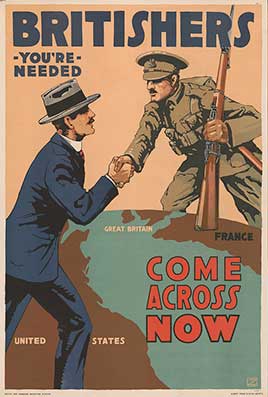 BRITISHERS
-YOU'RE-
NEEDED
GREAT BRITAIN
FRANCE
COME
ACROSS
NOW
UNITED STATES